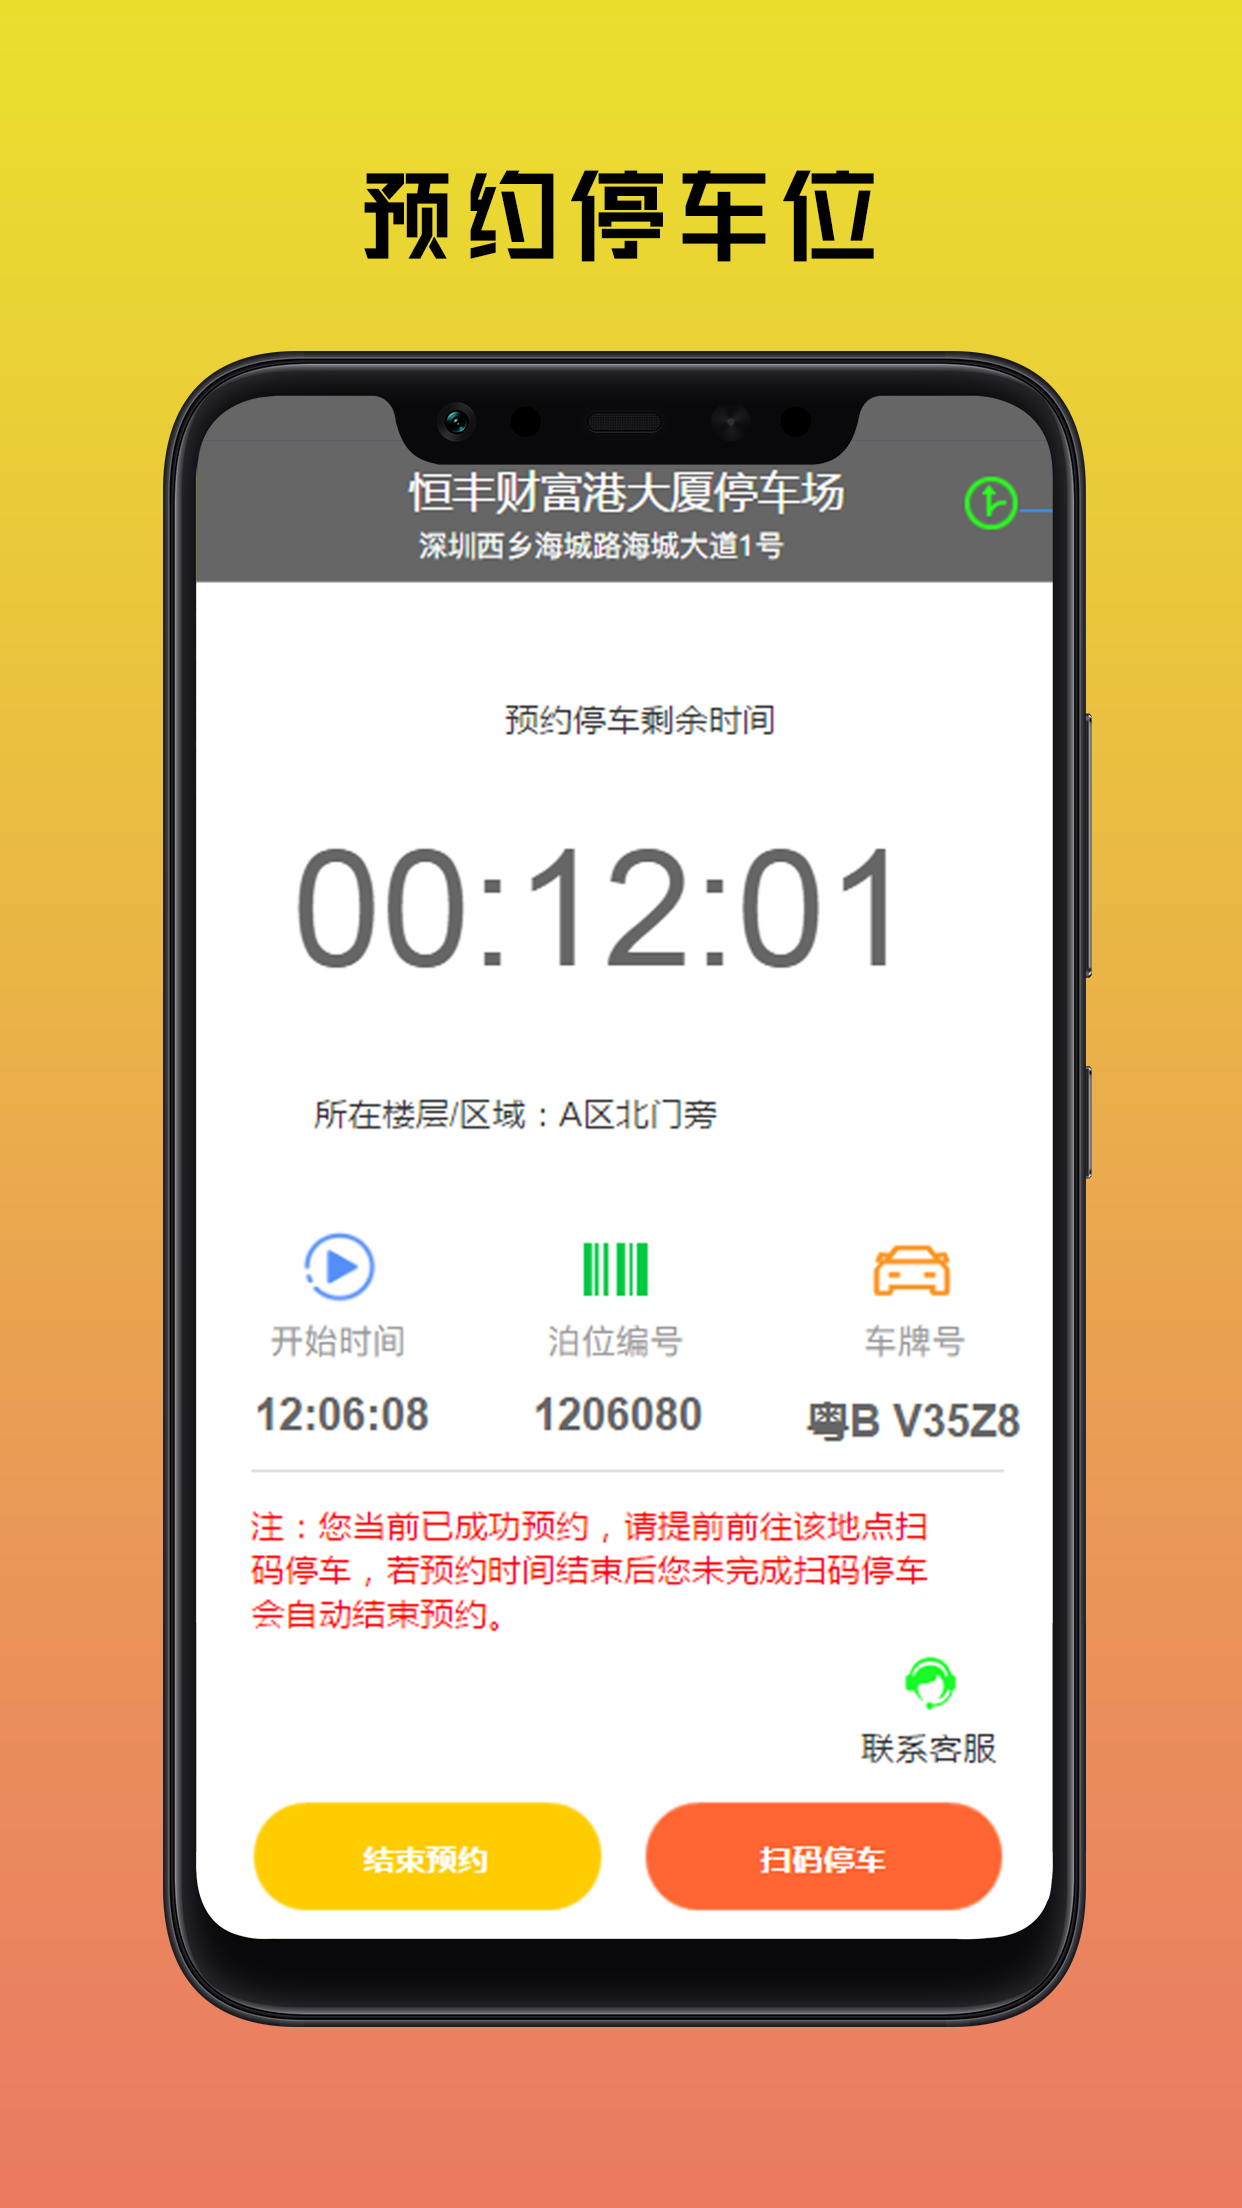 预约停车位
恒丰财富港大厦停车场
深圳西乡海城路海城大道1号
预约停车剩余时间
00:12:01
所在楼层/区域：A区北门旁
开始时间
泊位编号
车牌号
12:06:08
1206080
粤B V35Z8
注：您当前已成功预约，请提前前往该地点扫
码停车，若预约时间结束后您未完成扫码停车
会自动结束预约。
联系客服
结束预约
扫码停车